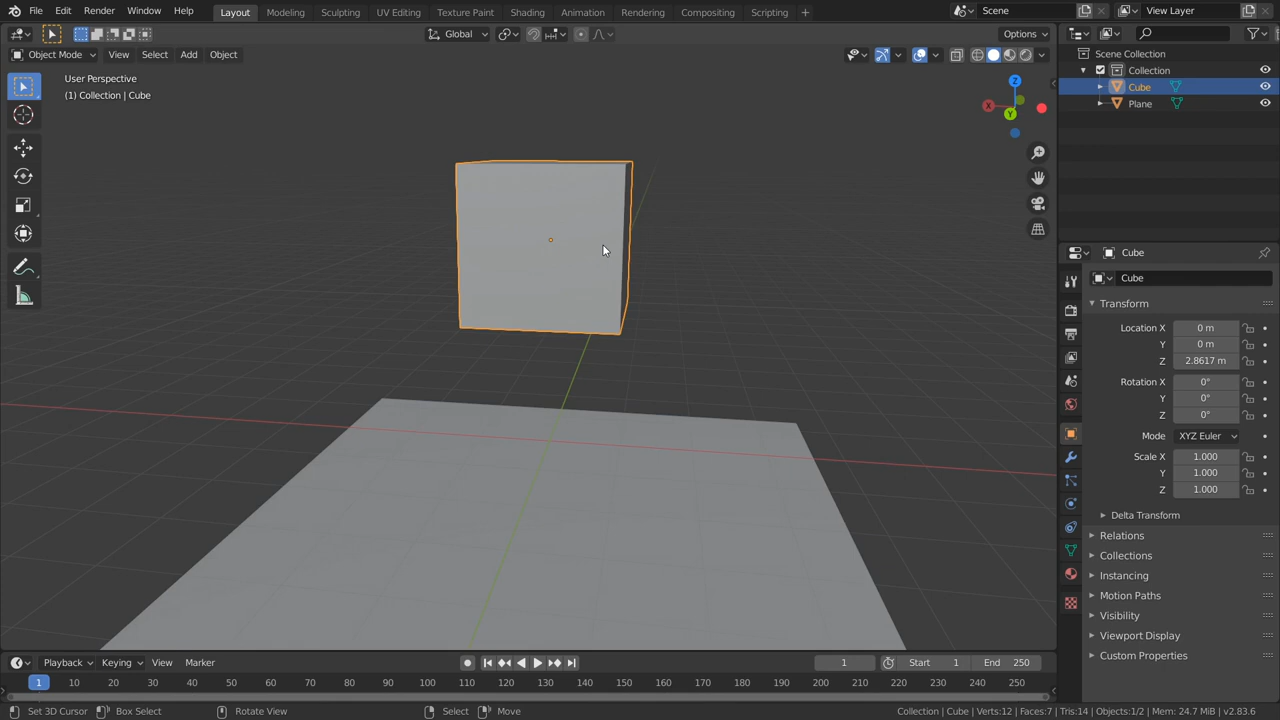 File Edit Render Window Help Layout Modeling Sculpting UV Editing Texture Paint Shading Animation Rendering Compositing Scripting + Scene View Layer
Global Options
Object Mode View Select Add Object
User Perspective
(1) Collection | Cube
X Y Z
Scene Collection
Collection
Cube
Plane
Cube
Cube
Transform
Location X 0 m
Y 0 m
Z 2.8617 m
Rotation X 0°
Y 0°
Z 0°
Mode XYZ Euler
Scale X 1.000
Y 1.000
Z 1.000
Delta Transform
Relations
Collections
Instancing
Motion Paths
Visibility
Viewport Display
Custom Properties
Playback Keying View Marker 1 Start 1 End 250
1 10 20 30 40 50 60 70 80 90 100 110 120 130 140 150 160 170 180 190 200 210 220 230 240 250
Set 3D Cursor Box Select Rotate View Select Move Collection | Cube | Verts:12 | Faces:7 | Tris:14 | Objects:1/2 | Mem: 24.7 MiB | v2.83.6